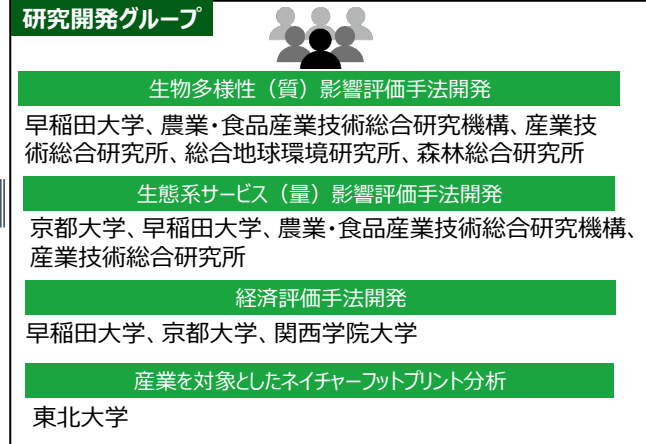 研究開発グループ
生物多様性（質）影響評価手法開発
早稲田大学、農業・食品産業技術総合研究機構、産業技
術総合研究所、総合地球環境研究所、森林総合研究所
生態系サービス（量）影響評価手法開発
京都大学、早稲田大学、農業・食品産業技術総合研究機構、
産業技術総合研究所
経済評価手法開発
早稲田大学、京都大学、関西学院大学
産業を対象としたネイチャーフットプリント分析
東北大学